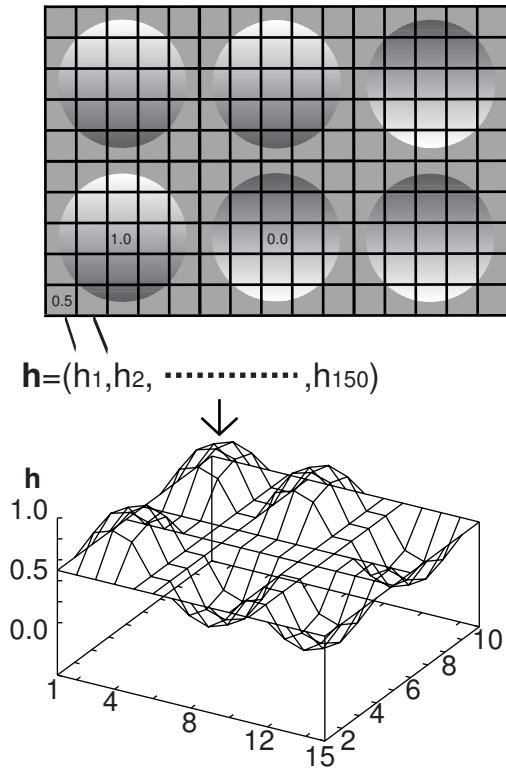 1.0 0.0
0.5
h=(h1,h2, ..................... ,h150)
h
1.0
0.5
0.0
1 4 8 12 15
2 4 6 8 10